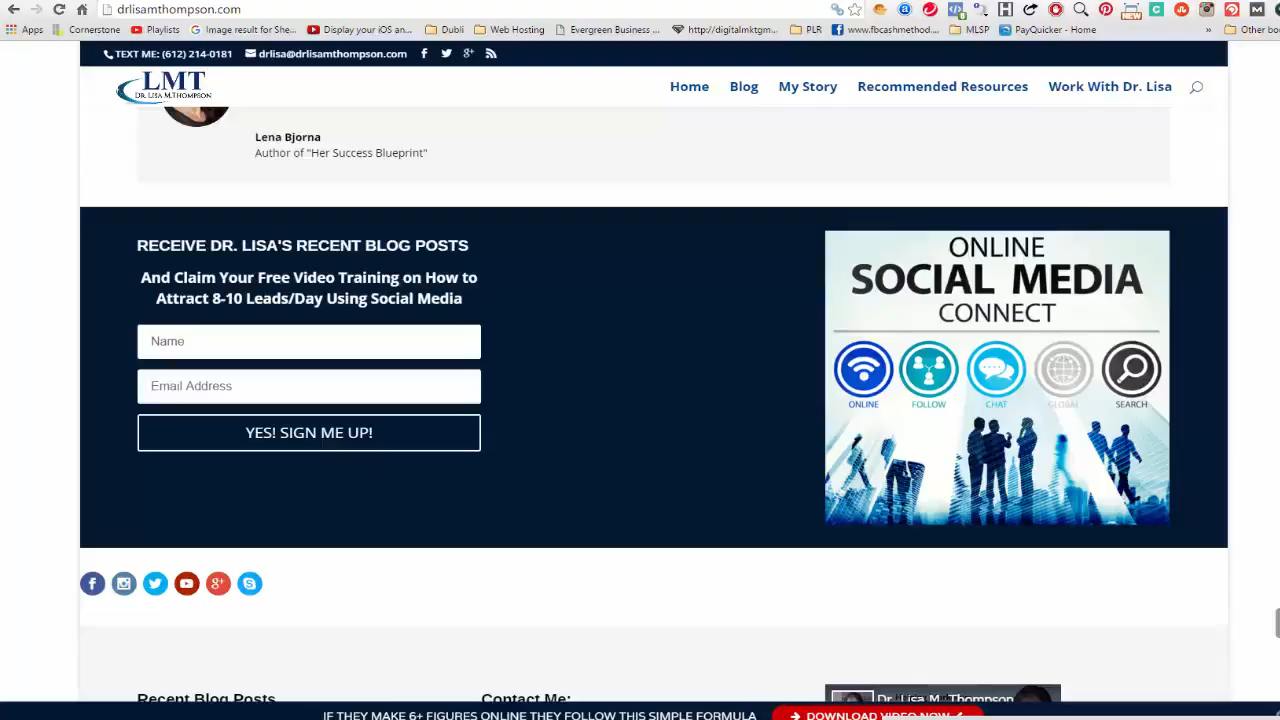 drlisamthompson.com
Apps Cornerstone Playlists Image result for She... Display your iOS an... Dubli Web Hosting Evergreen Business ... http://digitalmktgm... PLR www.fbcashmethod... MLSP PayQuicker - Home » Other bo
TEXT ME: (612) 214-0181 drlisa@drlisamthompson.com
LMT
DR. LISA M.THOMPSON
Home Blog My Story Recommended Resources Work With Dr. Lisa
Lena Bjorna
Author of "Her Success Blueprint"
RECEIVE DR. LISA'S RECENT BLOG POSTS
And Claim Your Free Video Training on How to
Attract 8-10 Leads/Day Using Social Media
Name
Email Address
YES! SIGN ME UP!
ONLINE
SOCIAL MEDIA
CONNECT
ONLINE FOLLOW CHAT GLOBAL SEARCH
Recent Blog Posts
Contact Me:
Dr. Lisa M. Thompson
IF THEY MAKE 6+ FIGURES ONLINE THEY FOLLOW THIS SIMPLE FORMULA
DOWNLOAD VIDEO NOW